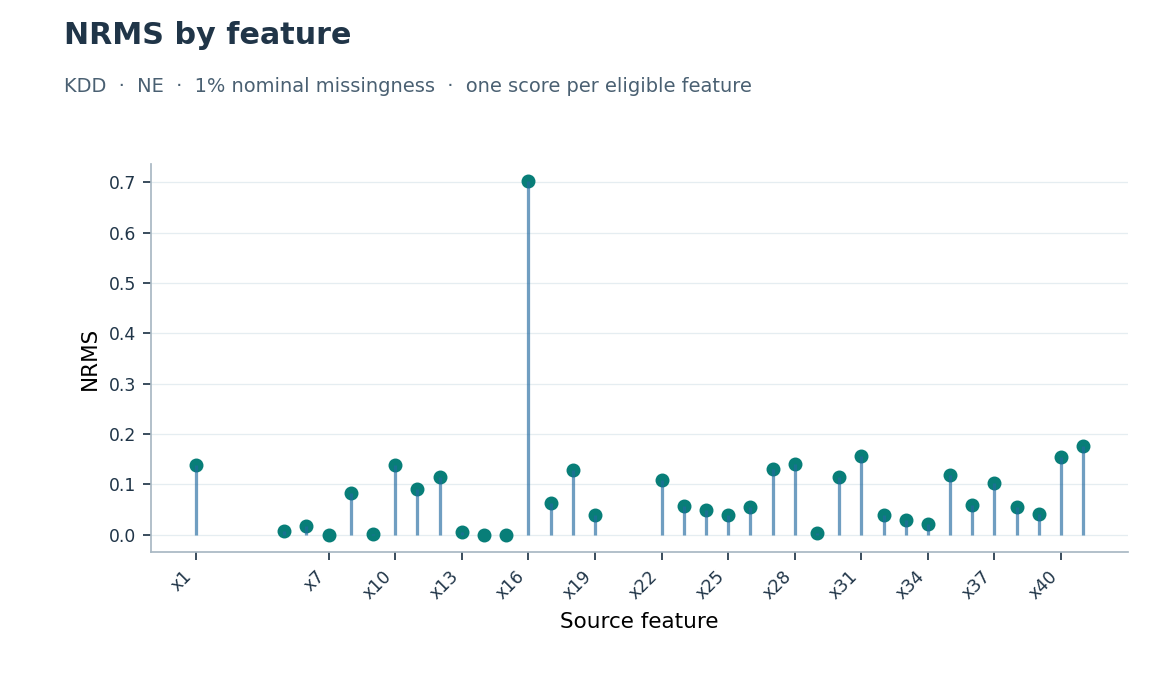 NRMS by feature
KDD · NE · 1% nominal missingness · one score per eligible feature
0.7
0.6
0.5
0.4
0.3
0.2
0.1
0.0
NRMS
x1
x7
x10
x13
x16
x19
x22
x25
x28
x31
x34
x37
x40
Source feature